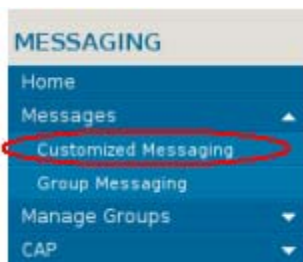 MESSAGING
Home
Messages
Customized Messaging
Group Messaging
Manage Groups
CAP